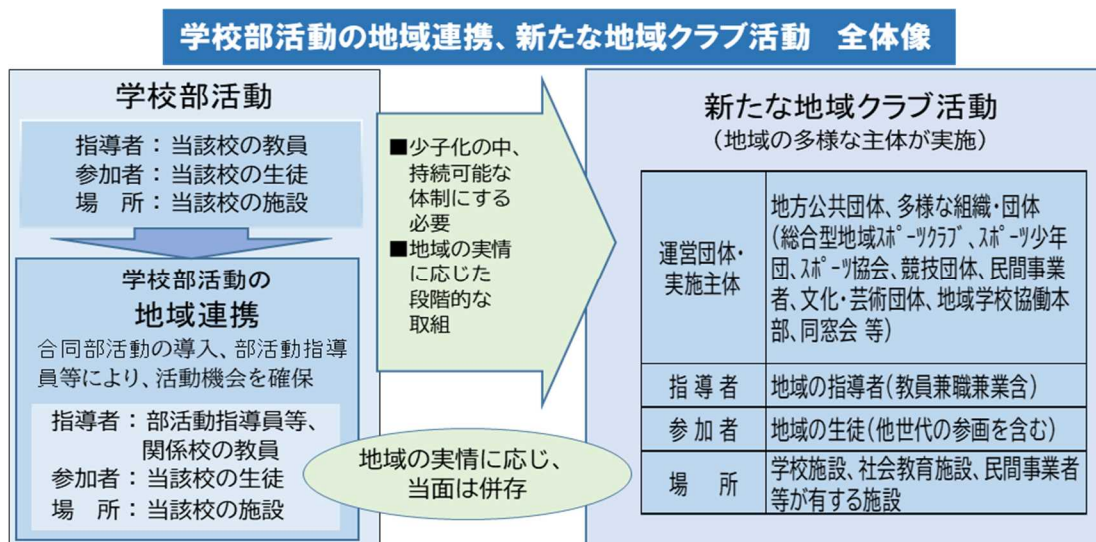 学校部活動の地域連携、新たな地域クラブ活動　全体像
学校部活動
指導者：当該校の教員
参加者：当該校の生徒
場　所：当該校の施設
学校部活動の
地域連携
合同部活動の導入、部活動指導
員等により、活動機会を確保
指導者：部活動指導員等、
関係校の教員
参加者：当該校の生徒
場　所：当該校の施設
■少子化の中、
持続可能な
体制にする
必要
■地域の実情
に応じた
段階的な
取組
地域の実情に応じ、
当面は併存
新たな地域クラブ活動
（地域の多様な主体が実施）
運営団体・
実施主体
地方公共団体、多様な組織・団体
（総合型地域ｽﾎﾟｰﾂｸﾗﾌﾞ、ｽﾎﾟｰﾂ少年
団、ｽﾎﾟｰﾂ協会、競技団体、民間事業
者、文化・芸術団体、地域学校協働本
部、同窓会 等）
指 導 者
地域の指導者（教員兼職兼業含）
参 加 者
地域の生徒（他世代の参画を含む）
場　所
学校施設、社会教育施設、民間事業者
等が有する施設